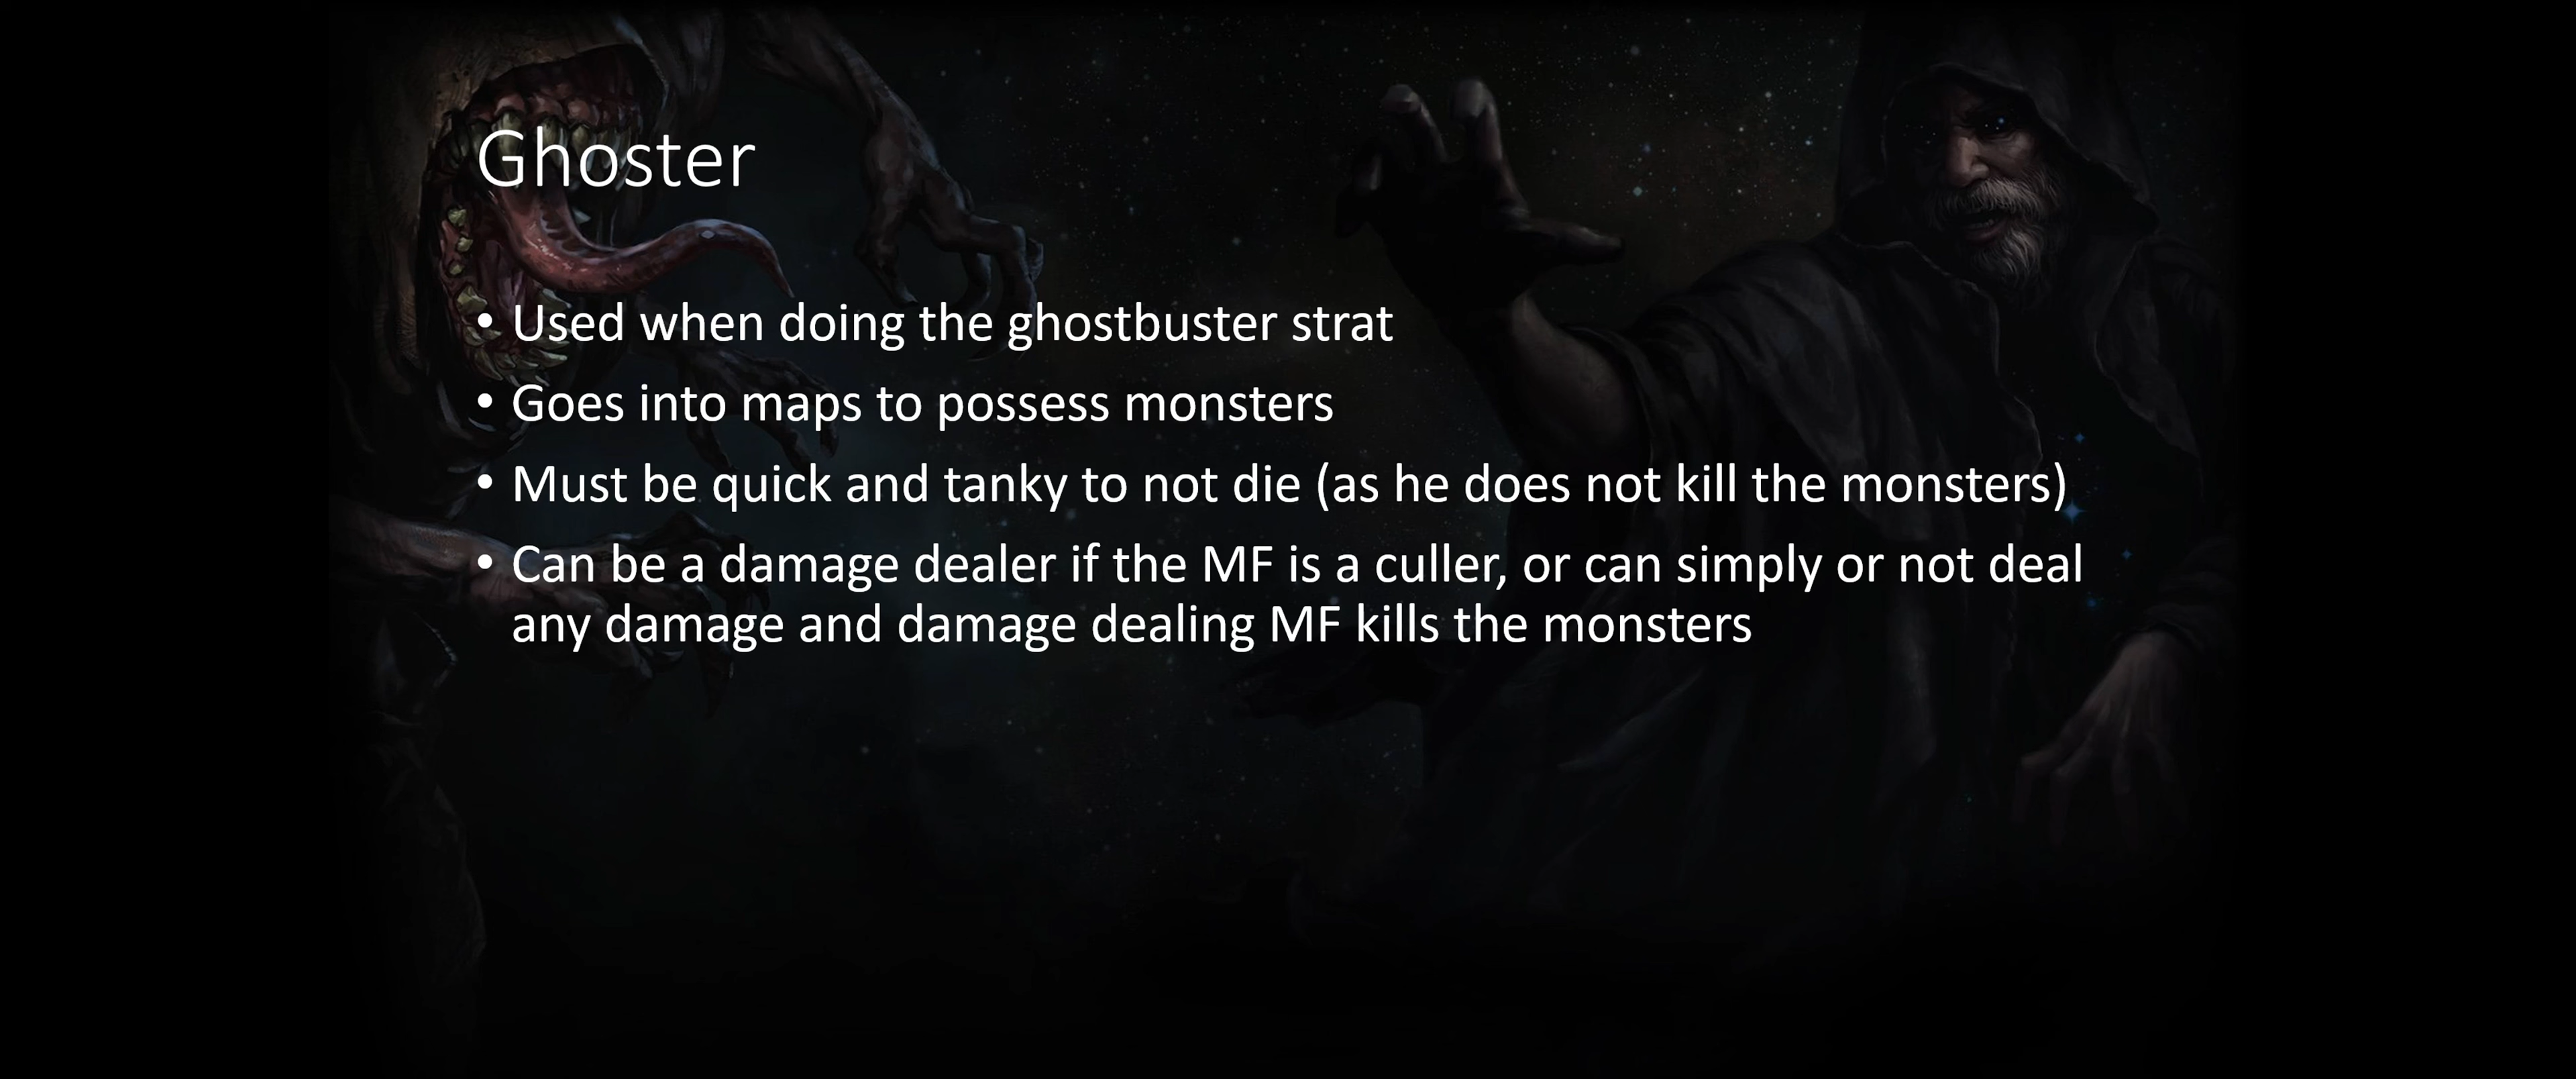 Ghoster
• Used when doing the ghostbuster strat
• Goes into maps to possess monsters
• Must be quick and tanky to not die (as he does not kill the monsters)
• Can be a damage dealer if the MF is a culler, or can simply or not deal
any damage and damage dealing MF kills the monsters